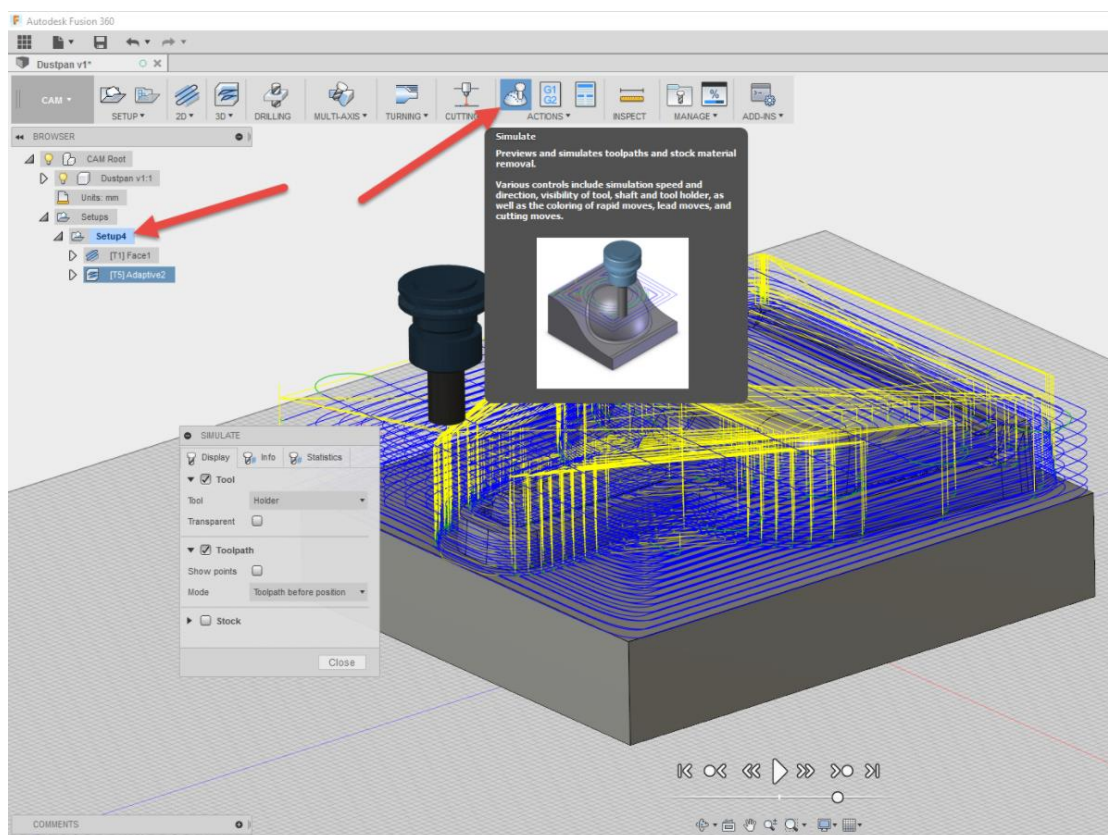 Autodesk Fusion 360
Dustpan v1*
CAM
SETUP
2D
3D
DRILLING
MULTI-AXIS
TURNING
CUTTING
G1
G2
ACTIONS
INSPECT
MANAGE
ADD-INS
BROWSER
CAM Root
Dustpan v1:1
Units: mm
Setups
Setup4
[T1] Face1
[T5] Adaptive2
Simulate
Previews and simulates toolpaths and stock material
removal.
Various controls include simulation speed and
direction, visibility of tool, shaft and tool holder, as
well as the coloring of rapid moves, lead moves, and
cutting moves.
SIMULATE
Display Info Statistics
Tool
Tool Holder
Transparent
Toolpath
Show points
Mode Toolpath before position
Stock
Close
COMMENTS